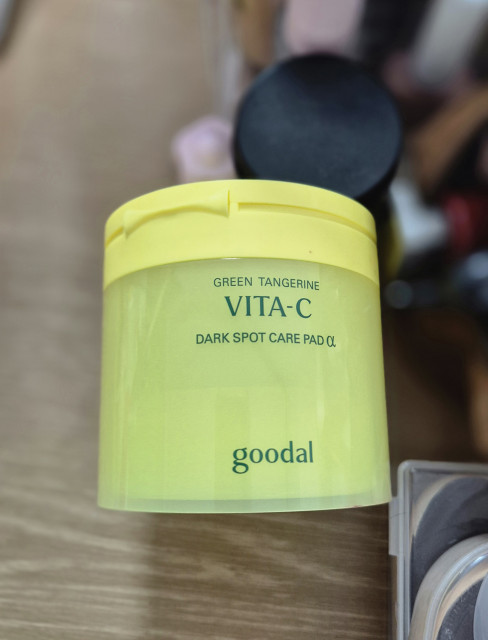 GREEN TANGERINE
VITA-C
DARK SPOT CARE PAD α
goodal